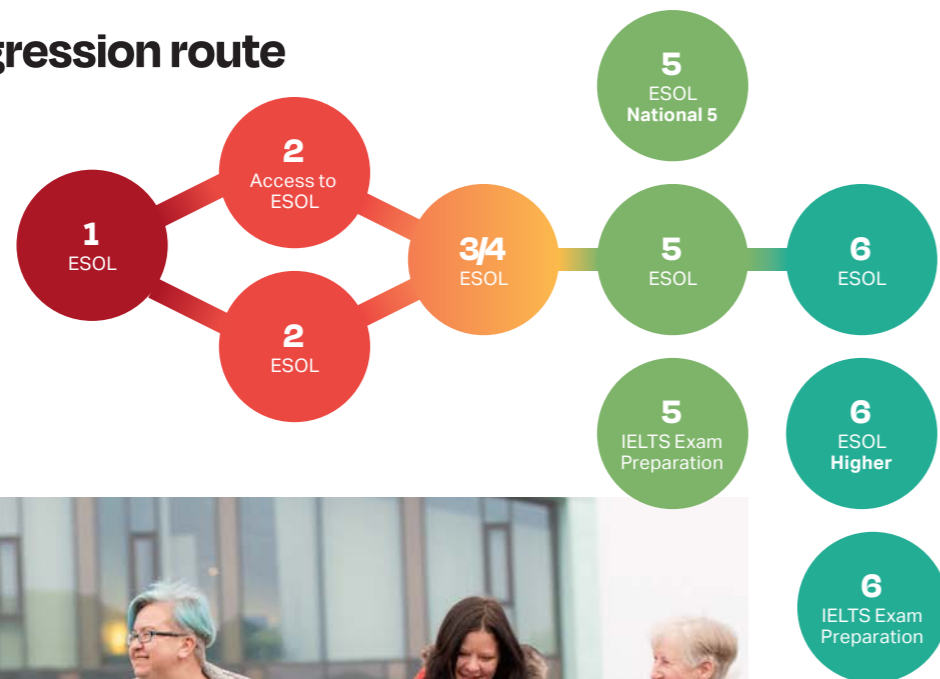 gression route
1
ESOL
2
Access to
ESOL
2
ESOL
3/4
ESOL
5
ESOL
National 5
5
ESOL
5
IELTS Exam
Preparation
6
ESOL
6
ESOL
Higher
6
IELTS Exam
Preparation